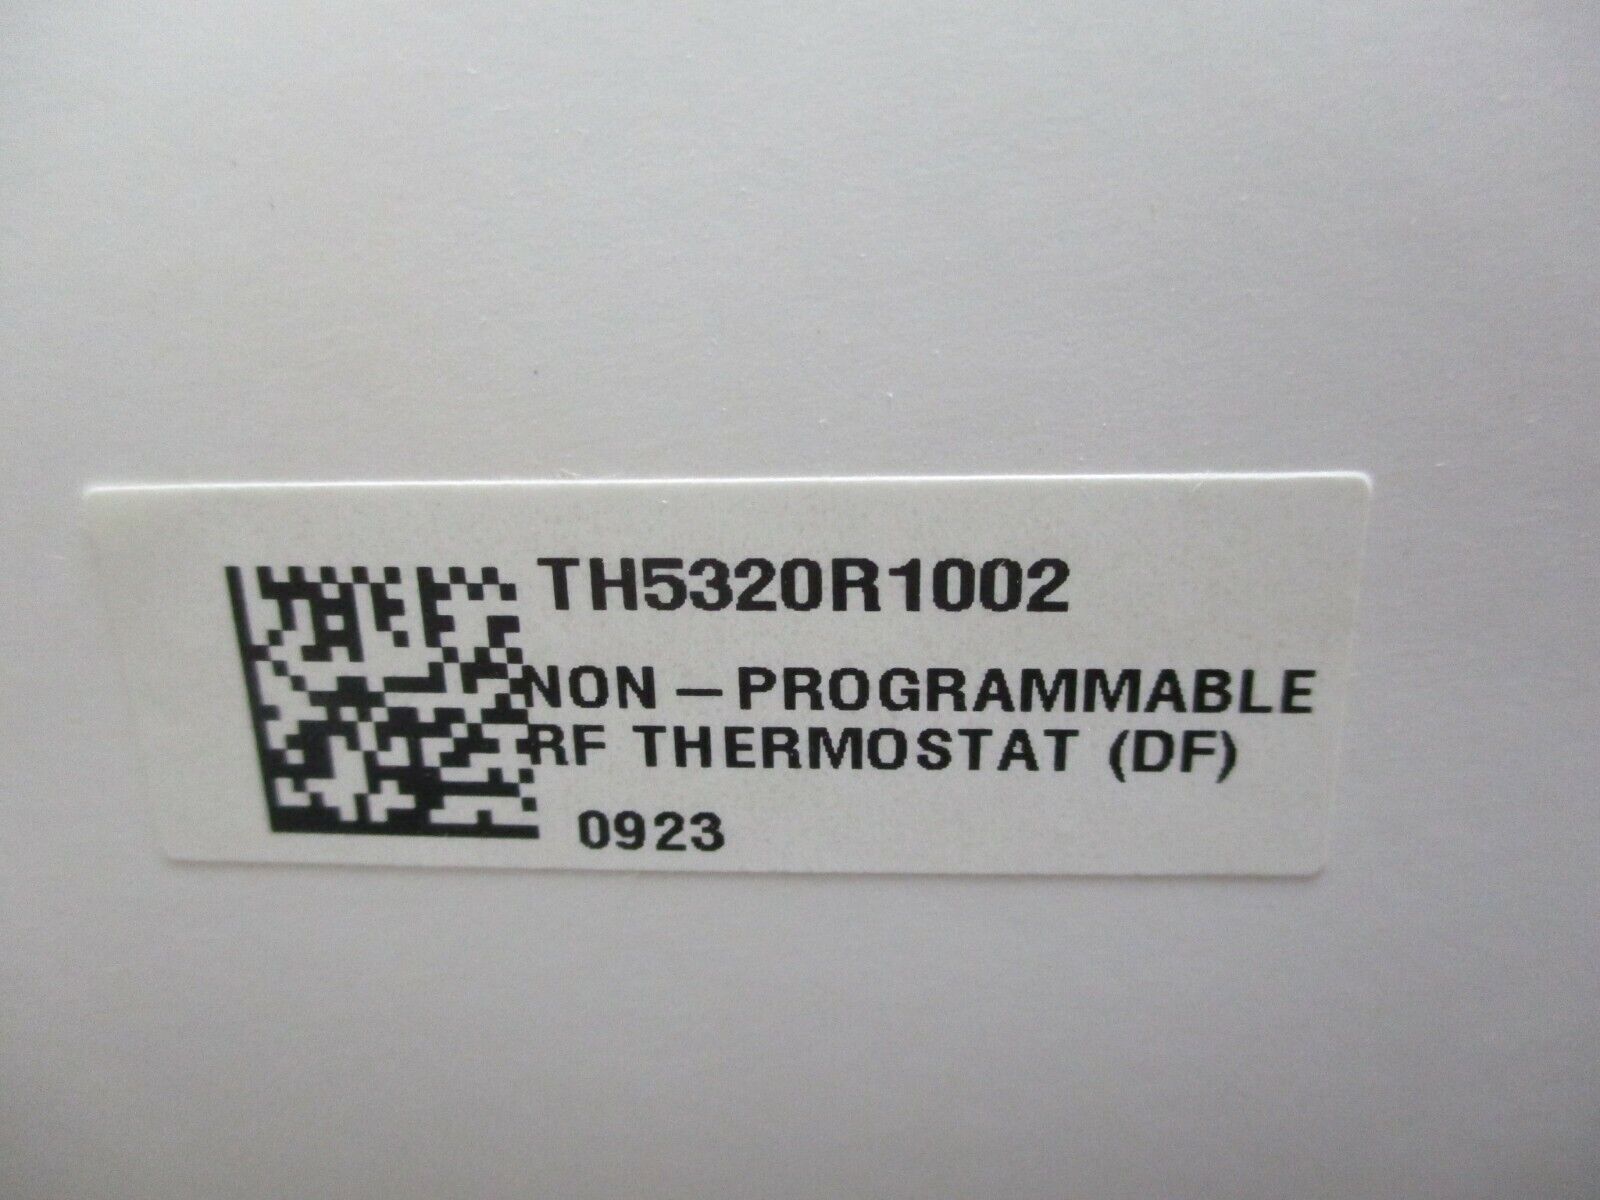 TH5320R1002
NON-PROGRAMMABLE
RF THERMOSTAT (DF)
0923